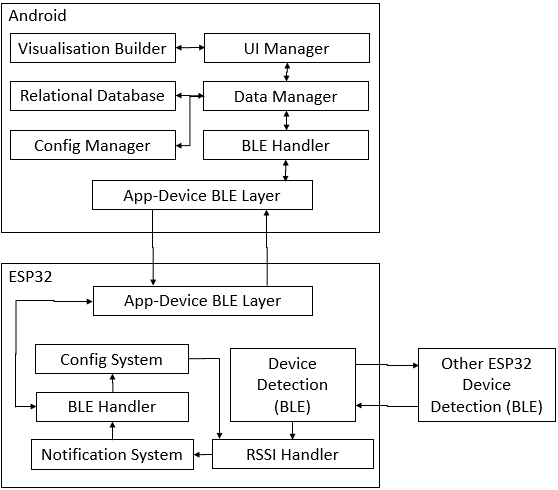 Android
Visualisation Builder
UI Manager
Relational Database
Data Manager
Config Manager
BLE Handler
App-Device BLE Layer
ESP32
App-Device BLE Layer
Config System
Device
Detection
(BLE)
Other ESP32
Device
Detection (BLE)
BLE Handler
Notification System
RSSI Handler